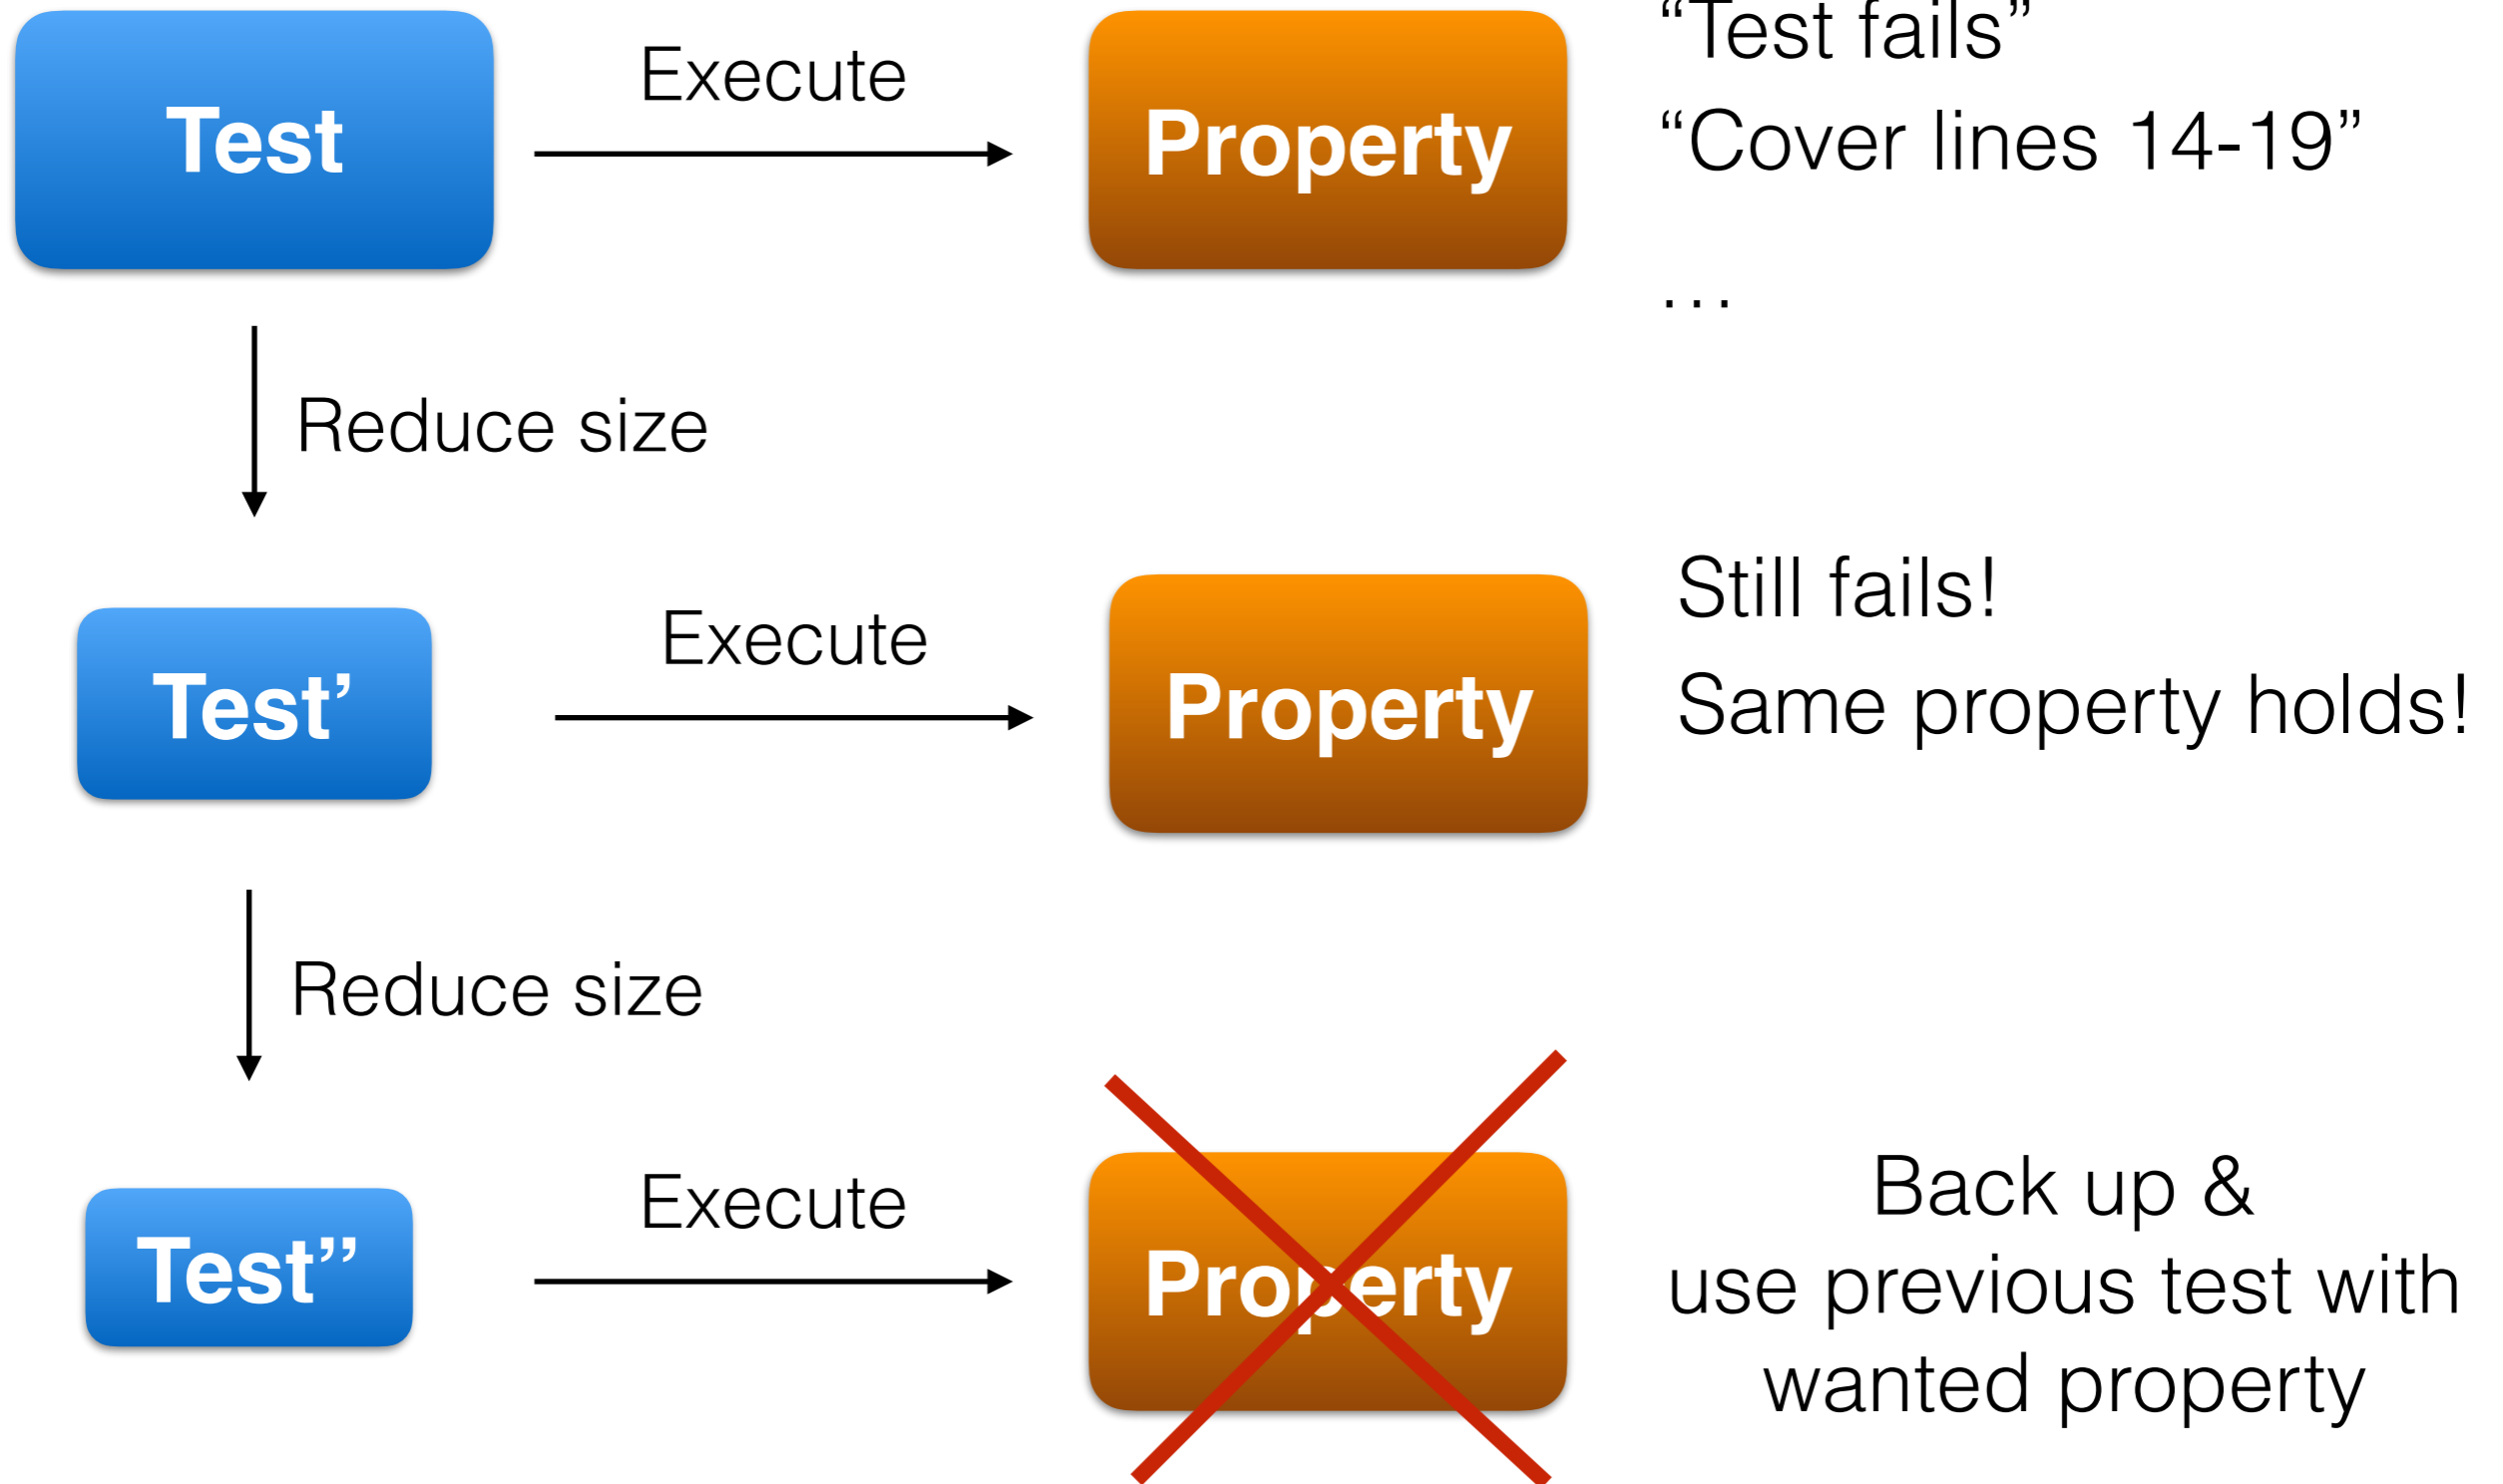 Test
Execute
Property
“Test fails”
“Cover lines 14-19”
…
Reduce size
Test’
Execute
Property
Still fails!
Same property holds!
Reduce size
Test’’
Execute
Property
Back up &
use previous test with
wanted property